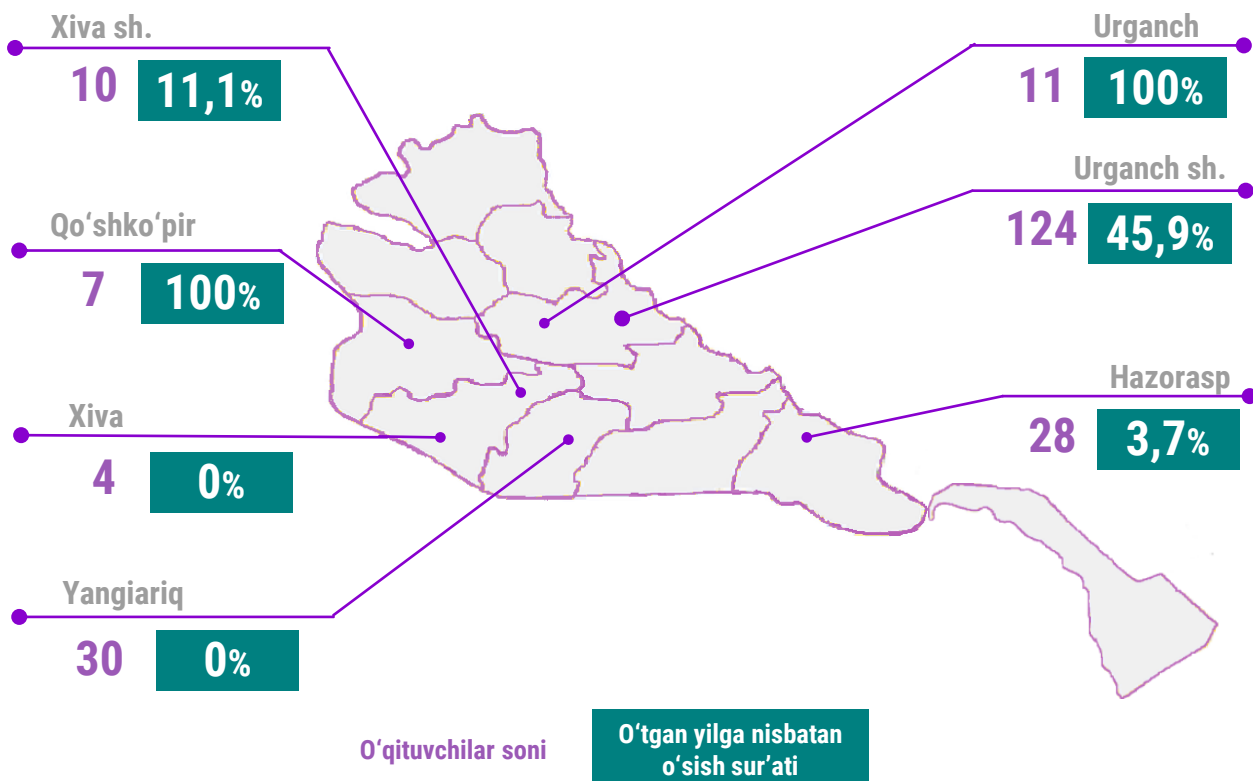 Xiva sh.
10
11,1%
Qo‘shko‘pir
7
100%
Xiva
4
0%
Yangiariq
30
0%
Urganch
11
100%
Urganch sh.
124
45,9%
Hazorasp
28
3,7%
O‘qituvchilar soni
O‘tgan yilga nisbatan
o‘sish sur’ati